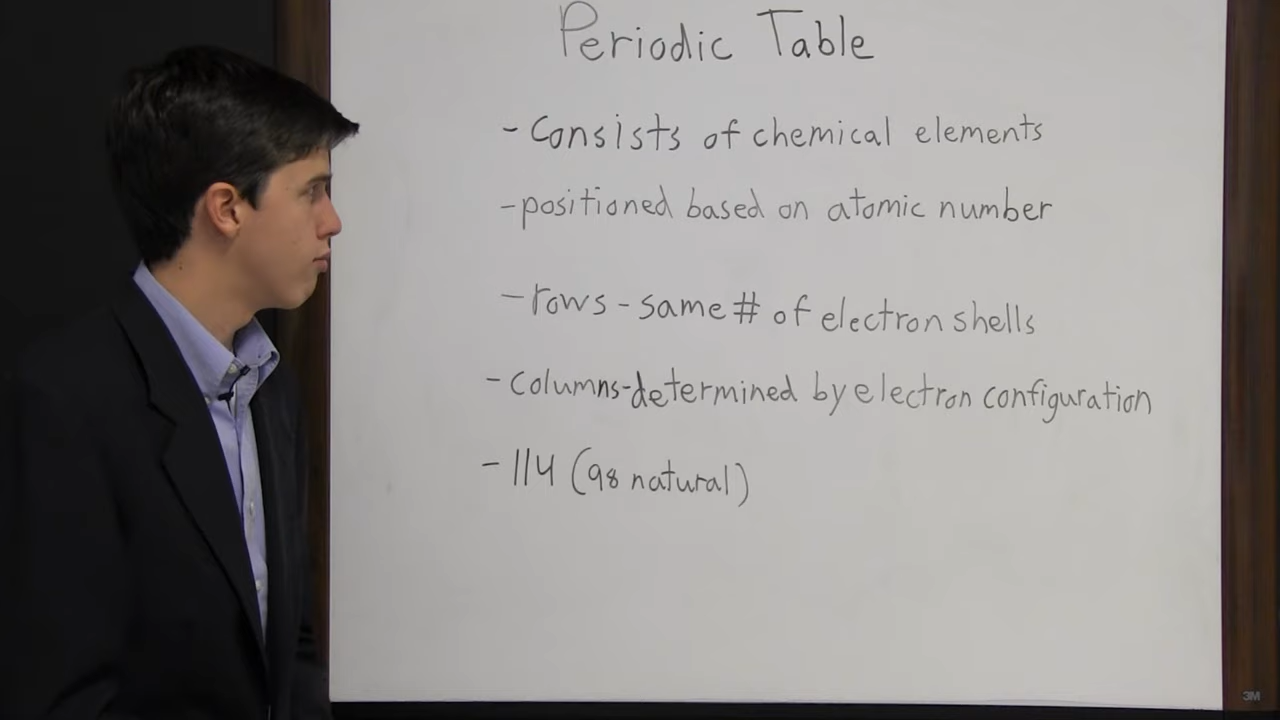 Periodic Table
- Consists of chemical elements
- positioned based on atomic number
- rows - same # of electron shells
- columns - determined by electron configuration
- 114 (98 natural)
3M